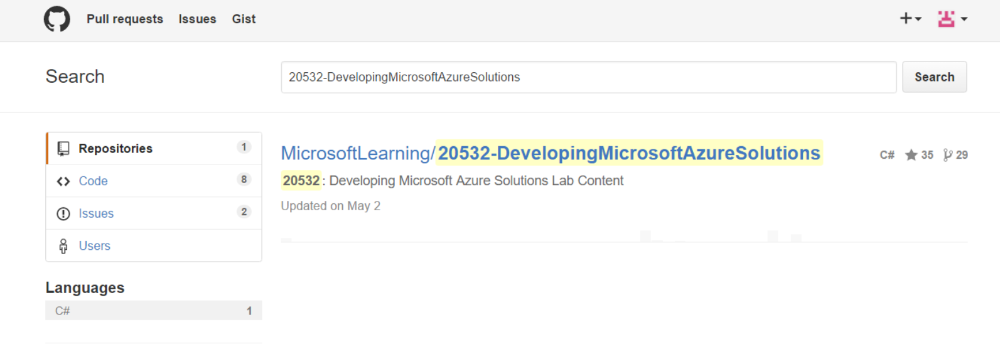 Pull requests Issues Gist
Search
20532-DevelopingMicrosoftAzureSolutions
Search
Repositories 1
Code 8
Issues 2
Users
Languages
C# 1
MicrosoftLearning/20532-DevelopingMicrosoftAzureSolutions C# 35 29
20532: Developing Microsoft Azure Solutions Lab Content
Updated on May 2